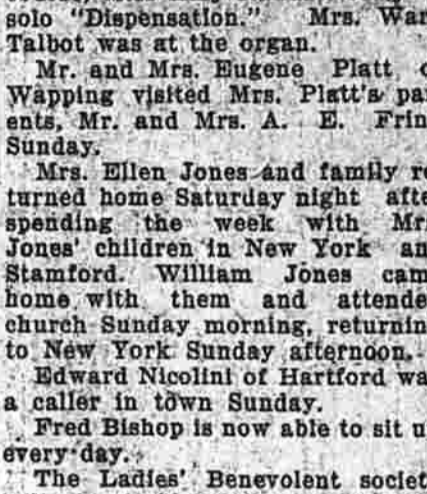 solo "Dispensation." Mrs. War
Talbot was at the organ.
Mr. and Mrs. Eugene Platt o
Wapping visited Mrs. Platt's par
ents, Mr. and Mrs. A. E. Frin
Sunday.
Mrs. Ellen Jones and family re
turned home Saturday night afte
spending the week with Mrs
Jones' children in New York an
Stamford. William Jones cam
home with them and attende
church Sunday morning, returnin
to New York Sunday afternoon.
Edward Nicolini of Hartford wa
a caller in town Sunday.
Fred Bishop is now able to sit u
every day.
The Ladies' Benevolent societ